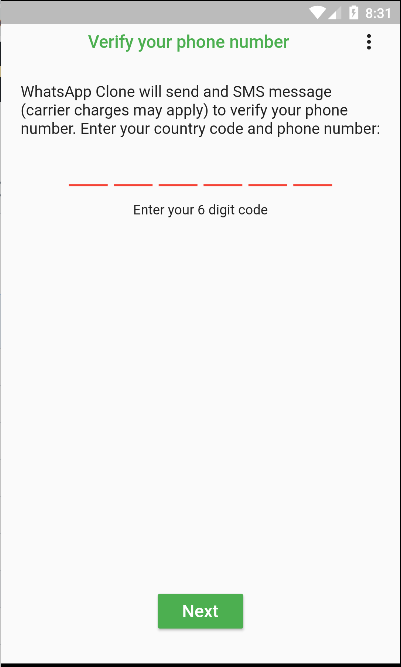 8:31
Verify your phone number
WhatsApp Clone will send and SMS message
(carrier charges may apply) to verify your phone
number. Enter your country code and phone number:
Enter your 6 digit code
Next